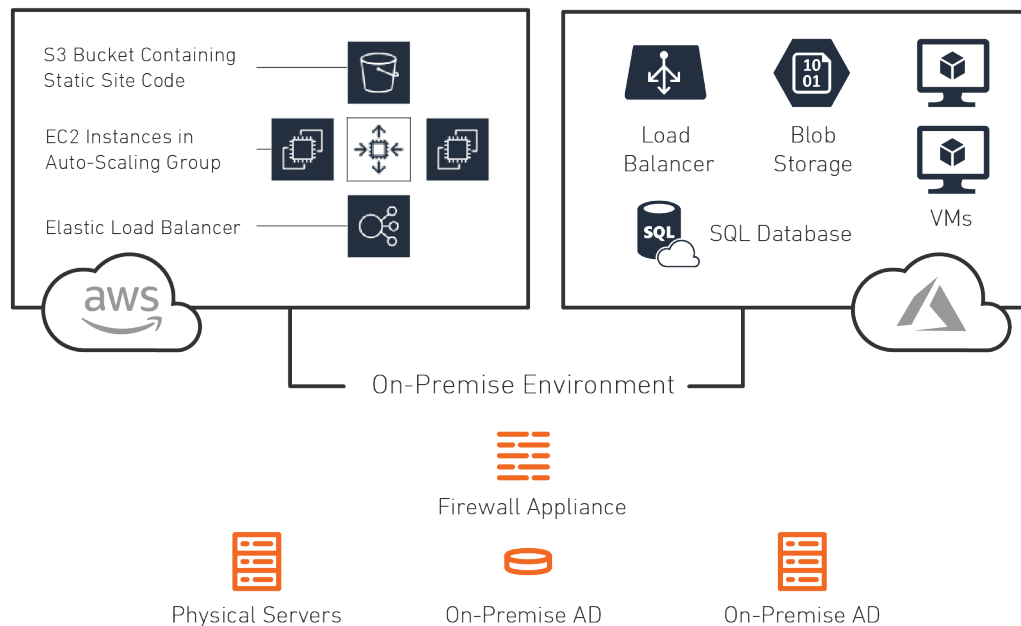 S3 Bucket Containing
Static Site Code
EC2 Instances in
Auto-Scaling Group
Elastic Load Balancer
aws
Load
Balancer
10
01
Blob
Storage
VMs
SQL
SQL Database
On-Premise Environment
Firewall Appliance
Physical Servers
On-Premise AD
On-Premise AD